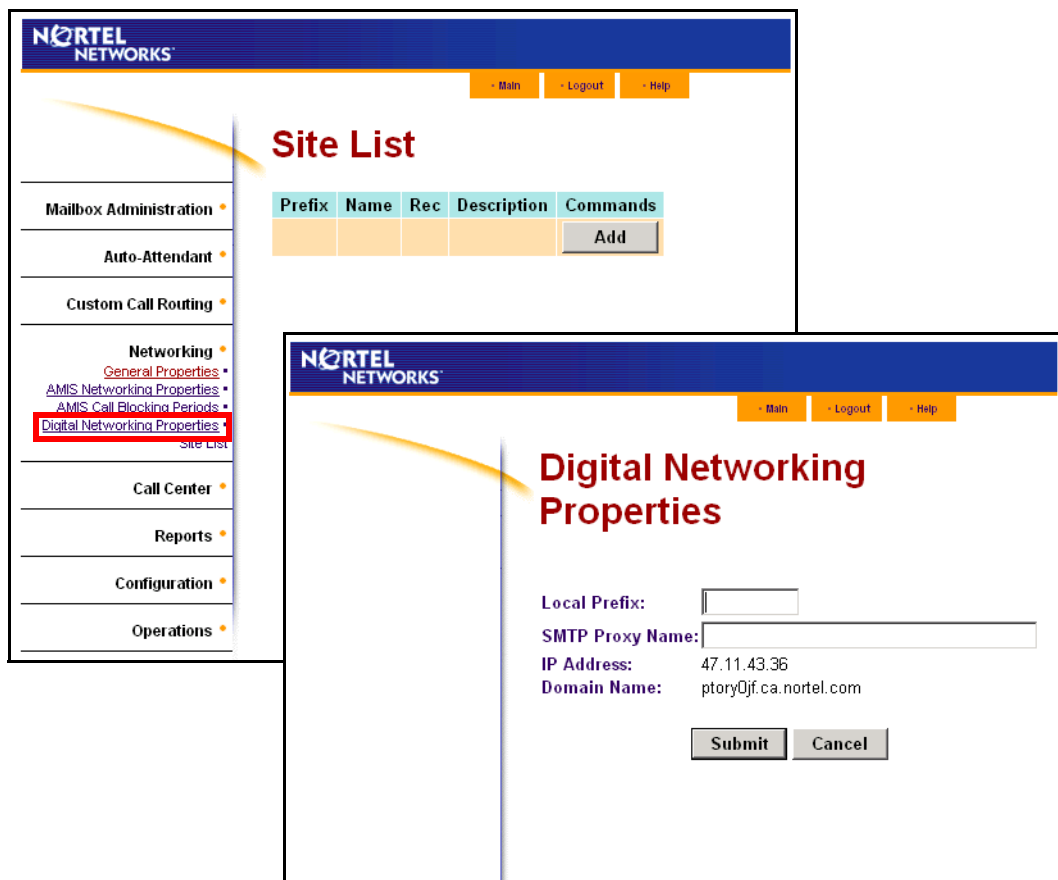 NORTEL
NETWORKS
Main
Logout
Help
Site List
Prefix Name Rec Description Commands
Add
Mailbox Administration
Auto-Attendant
Custom Call Routing
Networking
General Properties
AMIS Networking Properties
AMIS Call Blocking Periods
Digital Networking Properties
Site List
Call Center
Reports
Configuration
Operations
NORTEL
NETWORKS
Main
Logout
Help
Digital Networking
Properties
Local Prefix:
SMTP Proxy Name:
IP Address: 47.11.43.36
Domain Name: ptory0jf.ca.nortel.com
Submit Cancel